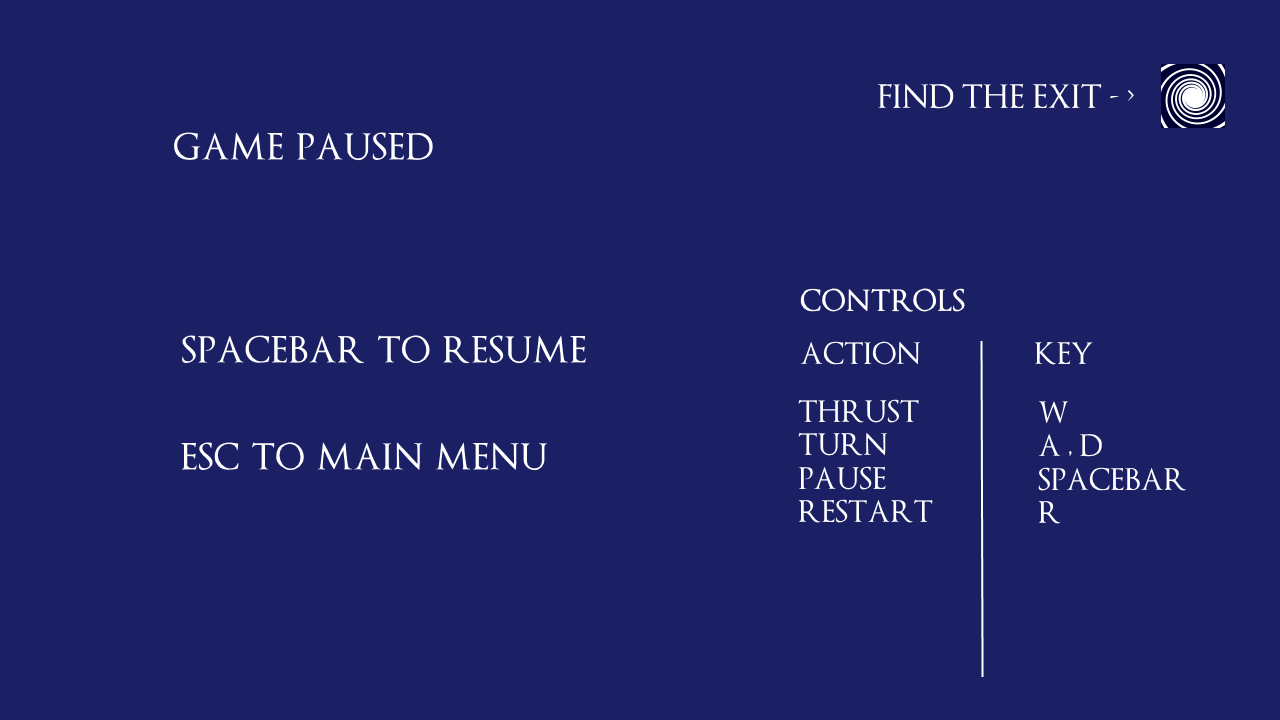 FIND THE EXIT ->
GAME PAUSED
SPACEBAR TO RESUME
ESC TO MAIN MENU
CONTROLS
ACTION KEY
THRUST W
TURN A , D
PAUSE SPACEBAR
RESTART R